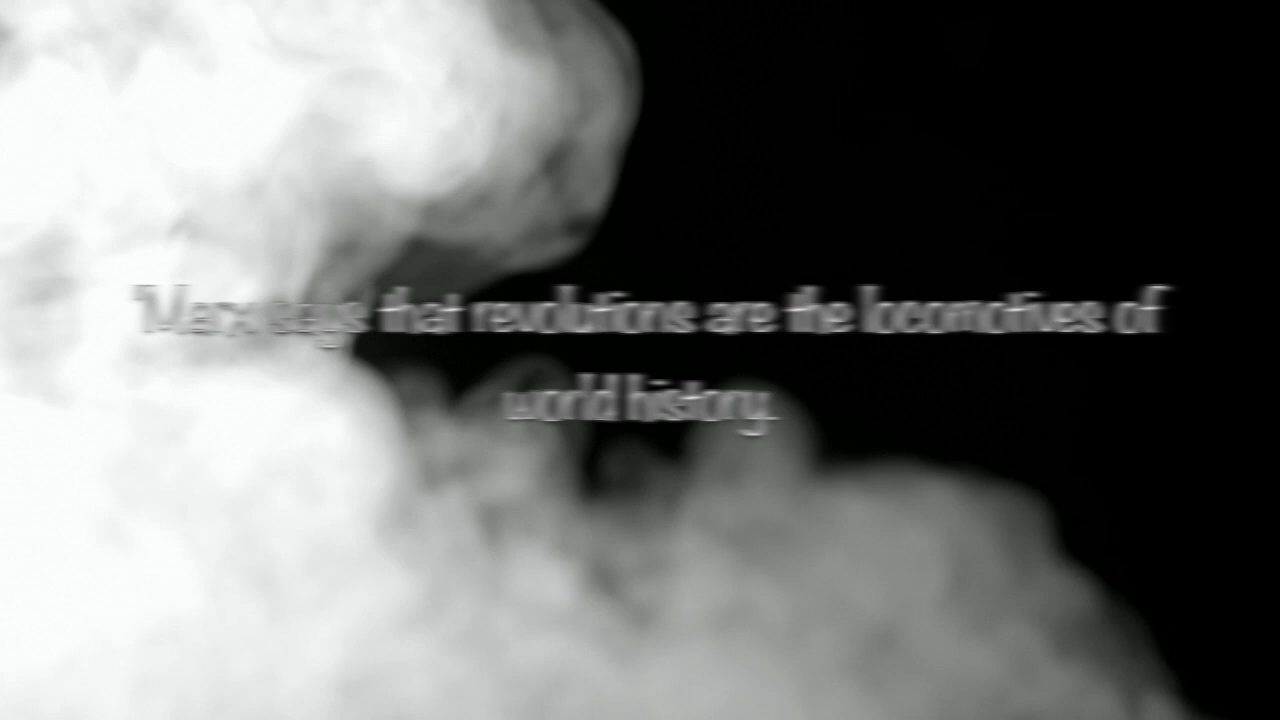 "Marx says that revolutions are the locomotives of
world history.